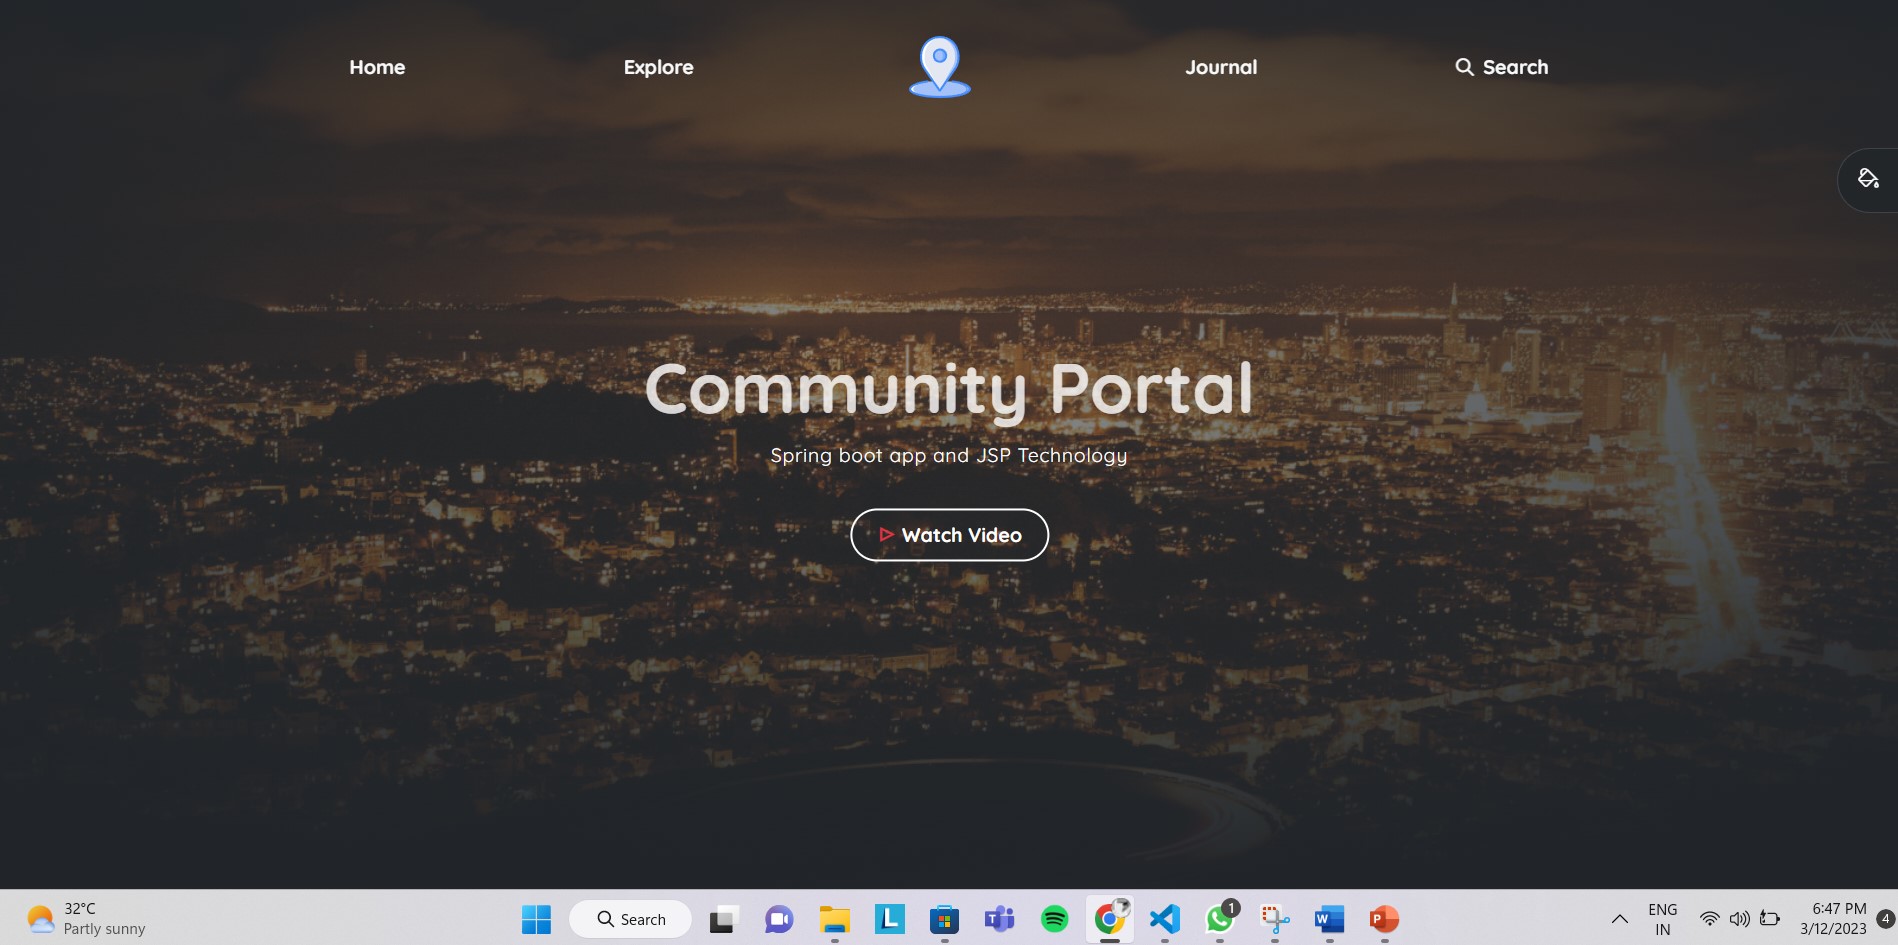 Home
Explore
Journal
Search
Community Portal
Spring boot app and JSP Technology
Watch Video
32°C
Partly sunny
Search
L
T
1
W
P
ENG
IN
6:47 PM
3/12/2023
4